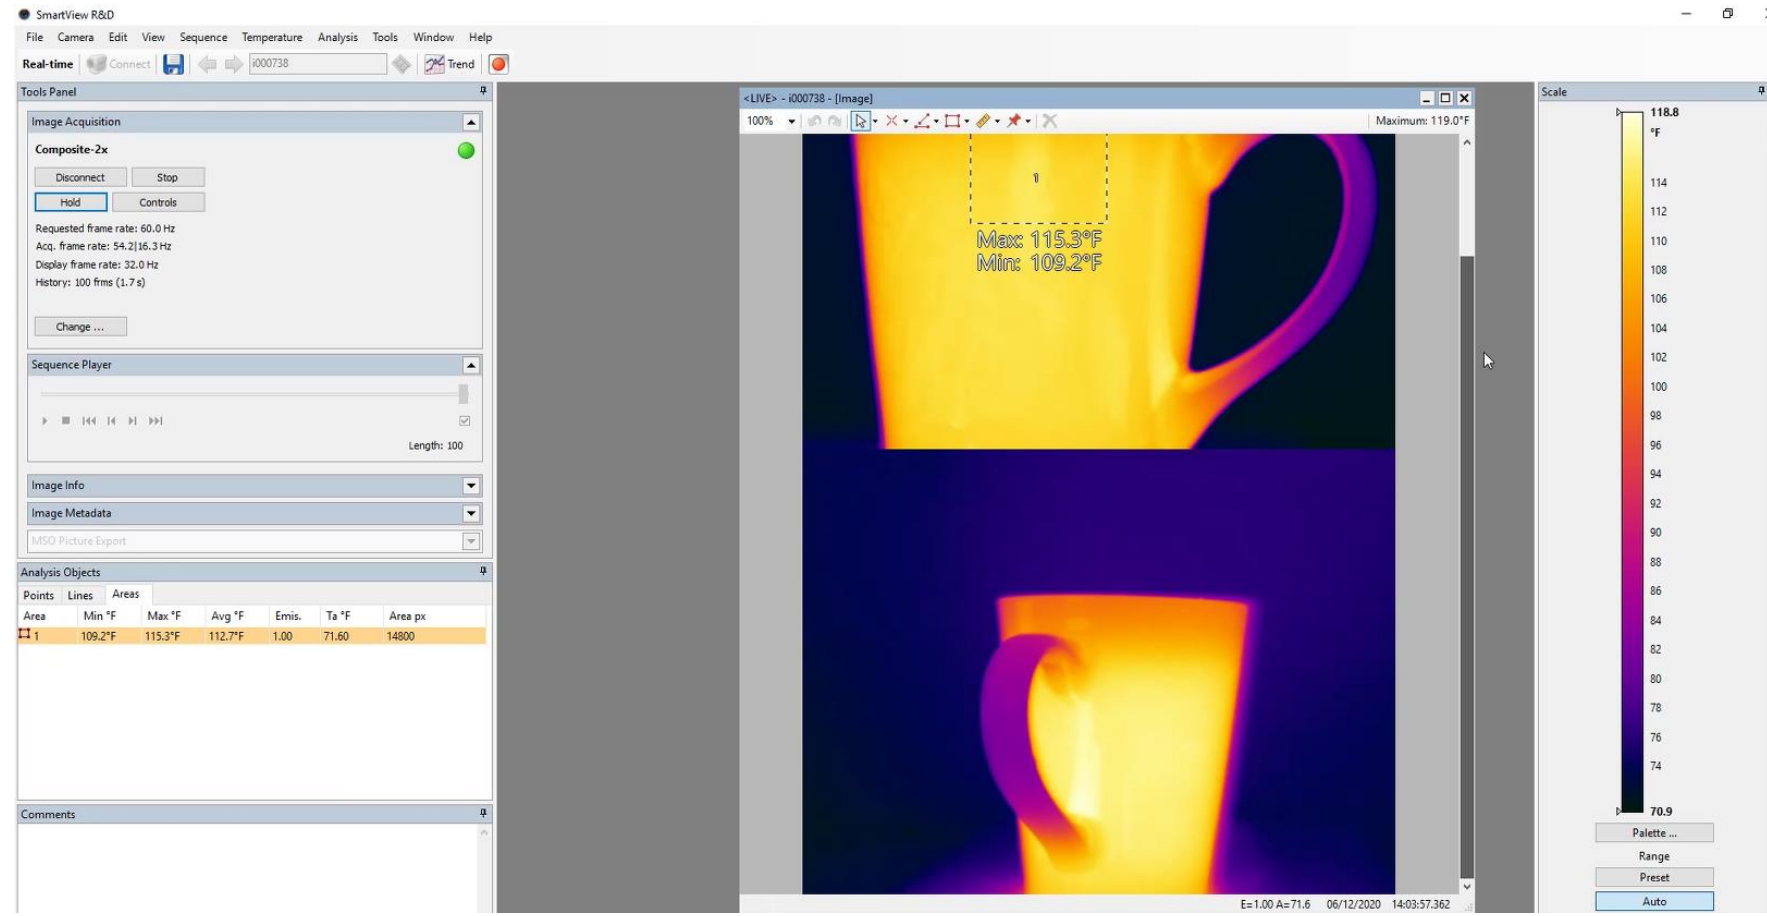 SmartView R&D
File Camera Edit View Sequence Temperature Analysis Tools Window Help
Real-time Connect i000738 Trend
Tools Panel
Image Acquisition
Composite-2x
Disconnect Stop
Hold Controls
Requested frame rate: 60.0 Hz
Acq. frame rate: 54.2|16.3 Hz
Display frame rate: 32.0 Hz
History: 100 frms (1.7 s)
Change ...
Sequence Player
Length: 100
Image Info
Image Metadata
MSO Picture Export
Analysis Objects
Points Lines Areas
Area Min °F Max °F Avg °F Emis. Ta °F Area px
1 109.2°F 115.3°F 112.7°F 1.00 71.60 14800
Comments
<LIVE> - i000738 - [Image]
100% Maximum: 119.0°F
1
Max: 115.3°F
Min: 109.2°F
E=1.00 A=71.6 06/12/2020 14:03:57.362
Scale
118.8
°F
114
112
110
108
106
104
102
100
98
96
94
92
90
88
86
84
82
80
78
76
74
70.9
Palette ...
Range
Preset
Auto